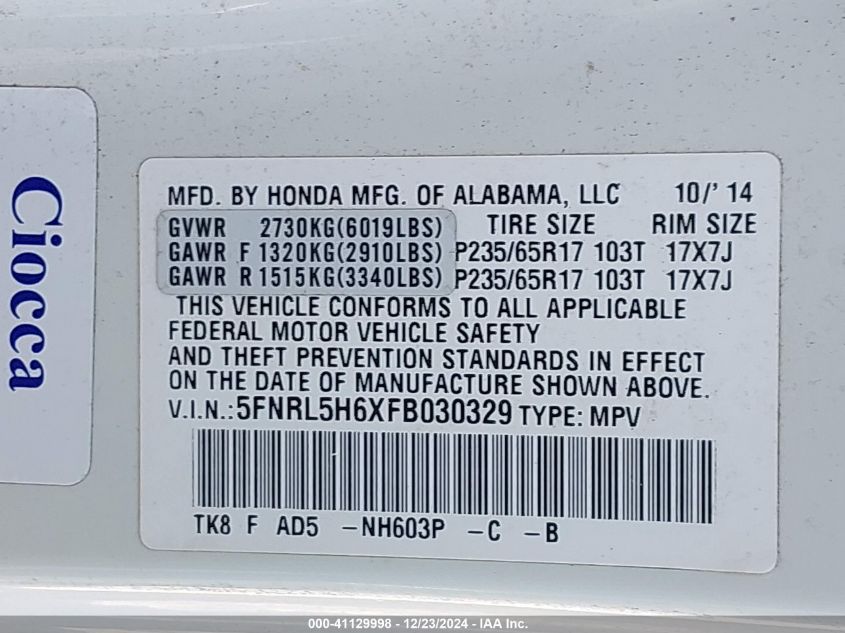 Ciocca
MFD. BY HONDA MFG. OF ALABAMA, LLC 10/'14
GVWR 2730KG(6019LBS) TIRE SIZE RIM SIZE
GAWR F 1320KG(2910LBS) P235/65R17 103T 17X7J
GAWR R 1515KG(3340LBS) P235/65R17 103T 17X7J
THIS VEHICLE CONFORMS TO ALL APPLICABLE
FEDERAL MOTOR VEHICLE SAFETY
AND THEFT PREVENTION STANDARDS IN EFFECT
ON THE DATE OF MANUFACTURE SHOWN ABOVE.
V.I.N.:5FNRL5H6XFB030329 TYPE: MPV
TK8 F AD5 -NH603P -C -B
000-41129998 - 12/23/2024 - IAA Inc.